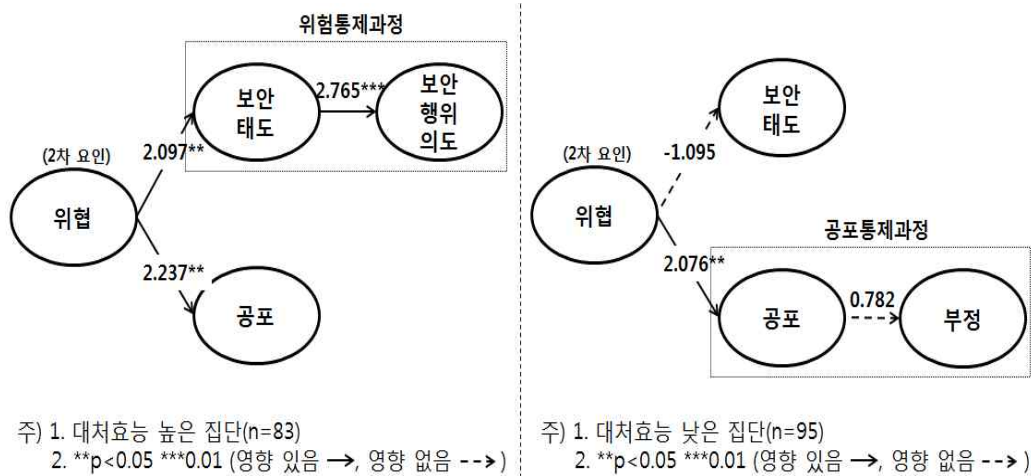 위험통제과정
보안
태도
2.765***
보안
행위
의도
(2차 요인)
2.097**
위협
2.237**
공포
주) 1. 대처효능 높은 집단(n=83)
2. **p<0.05 ***0.01 (영향 있음 →, 영향 없음 --➔)
보안
태도
(2차 요인)
-1.095
위협
공포통제과정
2.076**
공포
0.782
부정
주) 1. 대처효능 낮은 집단(n=95)
2. **p<0.05 ***0.01 (영향 있음 →, 영향 없음 --➔)